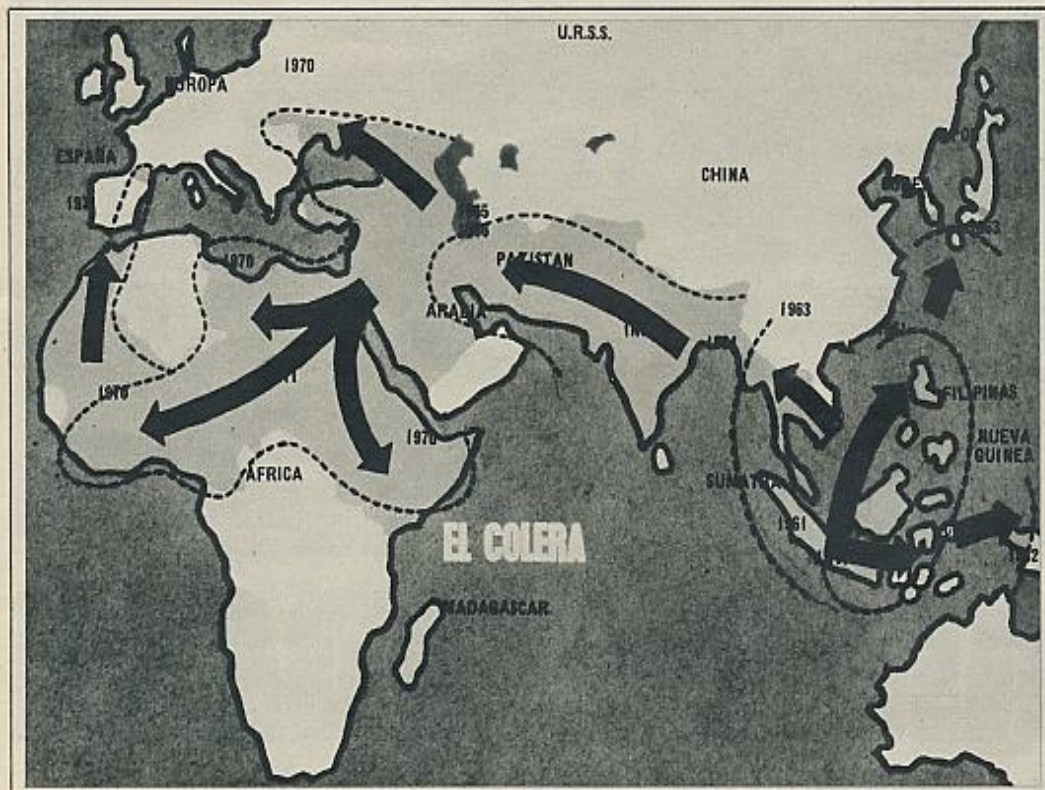 U.R.S.S.
1970
EUROPA
ESPAÑA
CHINA
1970
PAKISTAN
ARABIA
1963
1970
FILIPINAS
1970
NUEVA
GUINEA
AFRICA
SUMATRA
1961
EL COLERA
MADAGASCAR